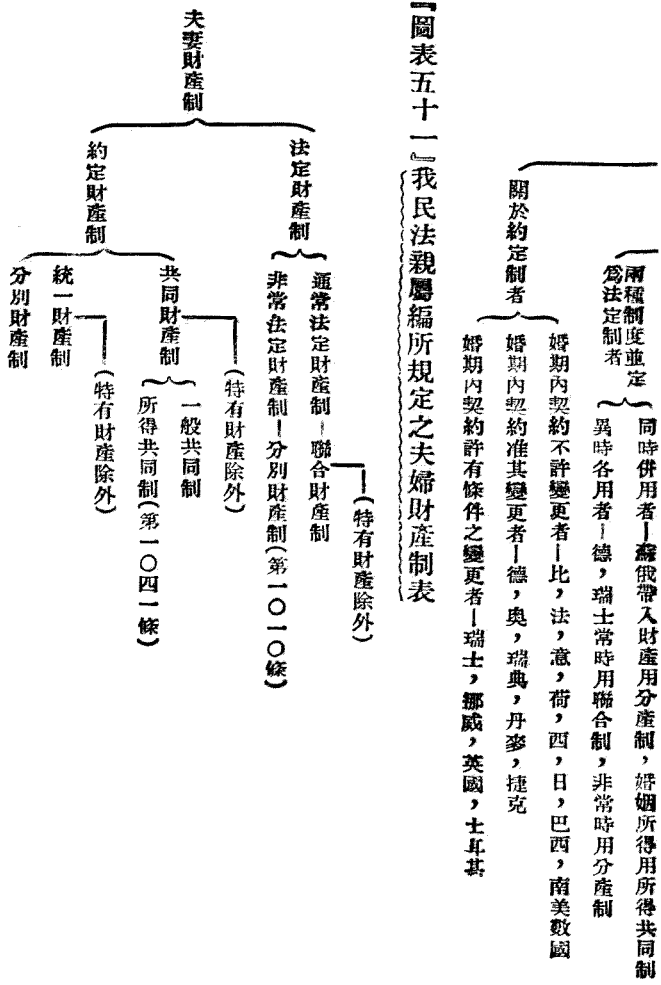 兩種制度並定
爲法定制者
同時併用者—蘇俄帶入財產用分產制，婚姻所得用所得共同制
異時各用者—德，瑞士常時用聯合制，非常時用分產制
關於約定制者
婚期內契約不許變更者—比，法，意，荷，西，日，巴西，南美數國
婚期內契約准其變更者—德，奧，瑞典，丹麥，捷克
婚期內契約許有條件之變更者—瑞士，挪威，英國，土耳其
『圖表五十一』我民法親屬編所規定之夫婦財產制表
夫妻財產制
法定財產制
通常法定財產制—聯合財產制
（特有財產除外）
非常法定財產制—分別財產制（第一〇一〇條）
約定財產制
共同財產制
（特有財產除外）
一般共同制
所得共同制（第一〇四一條）
統一財產制
（特有財產除外）
分別財產制